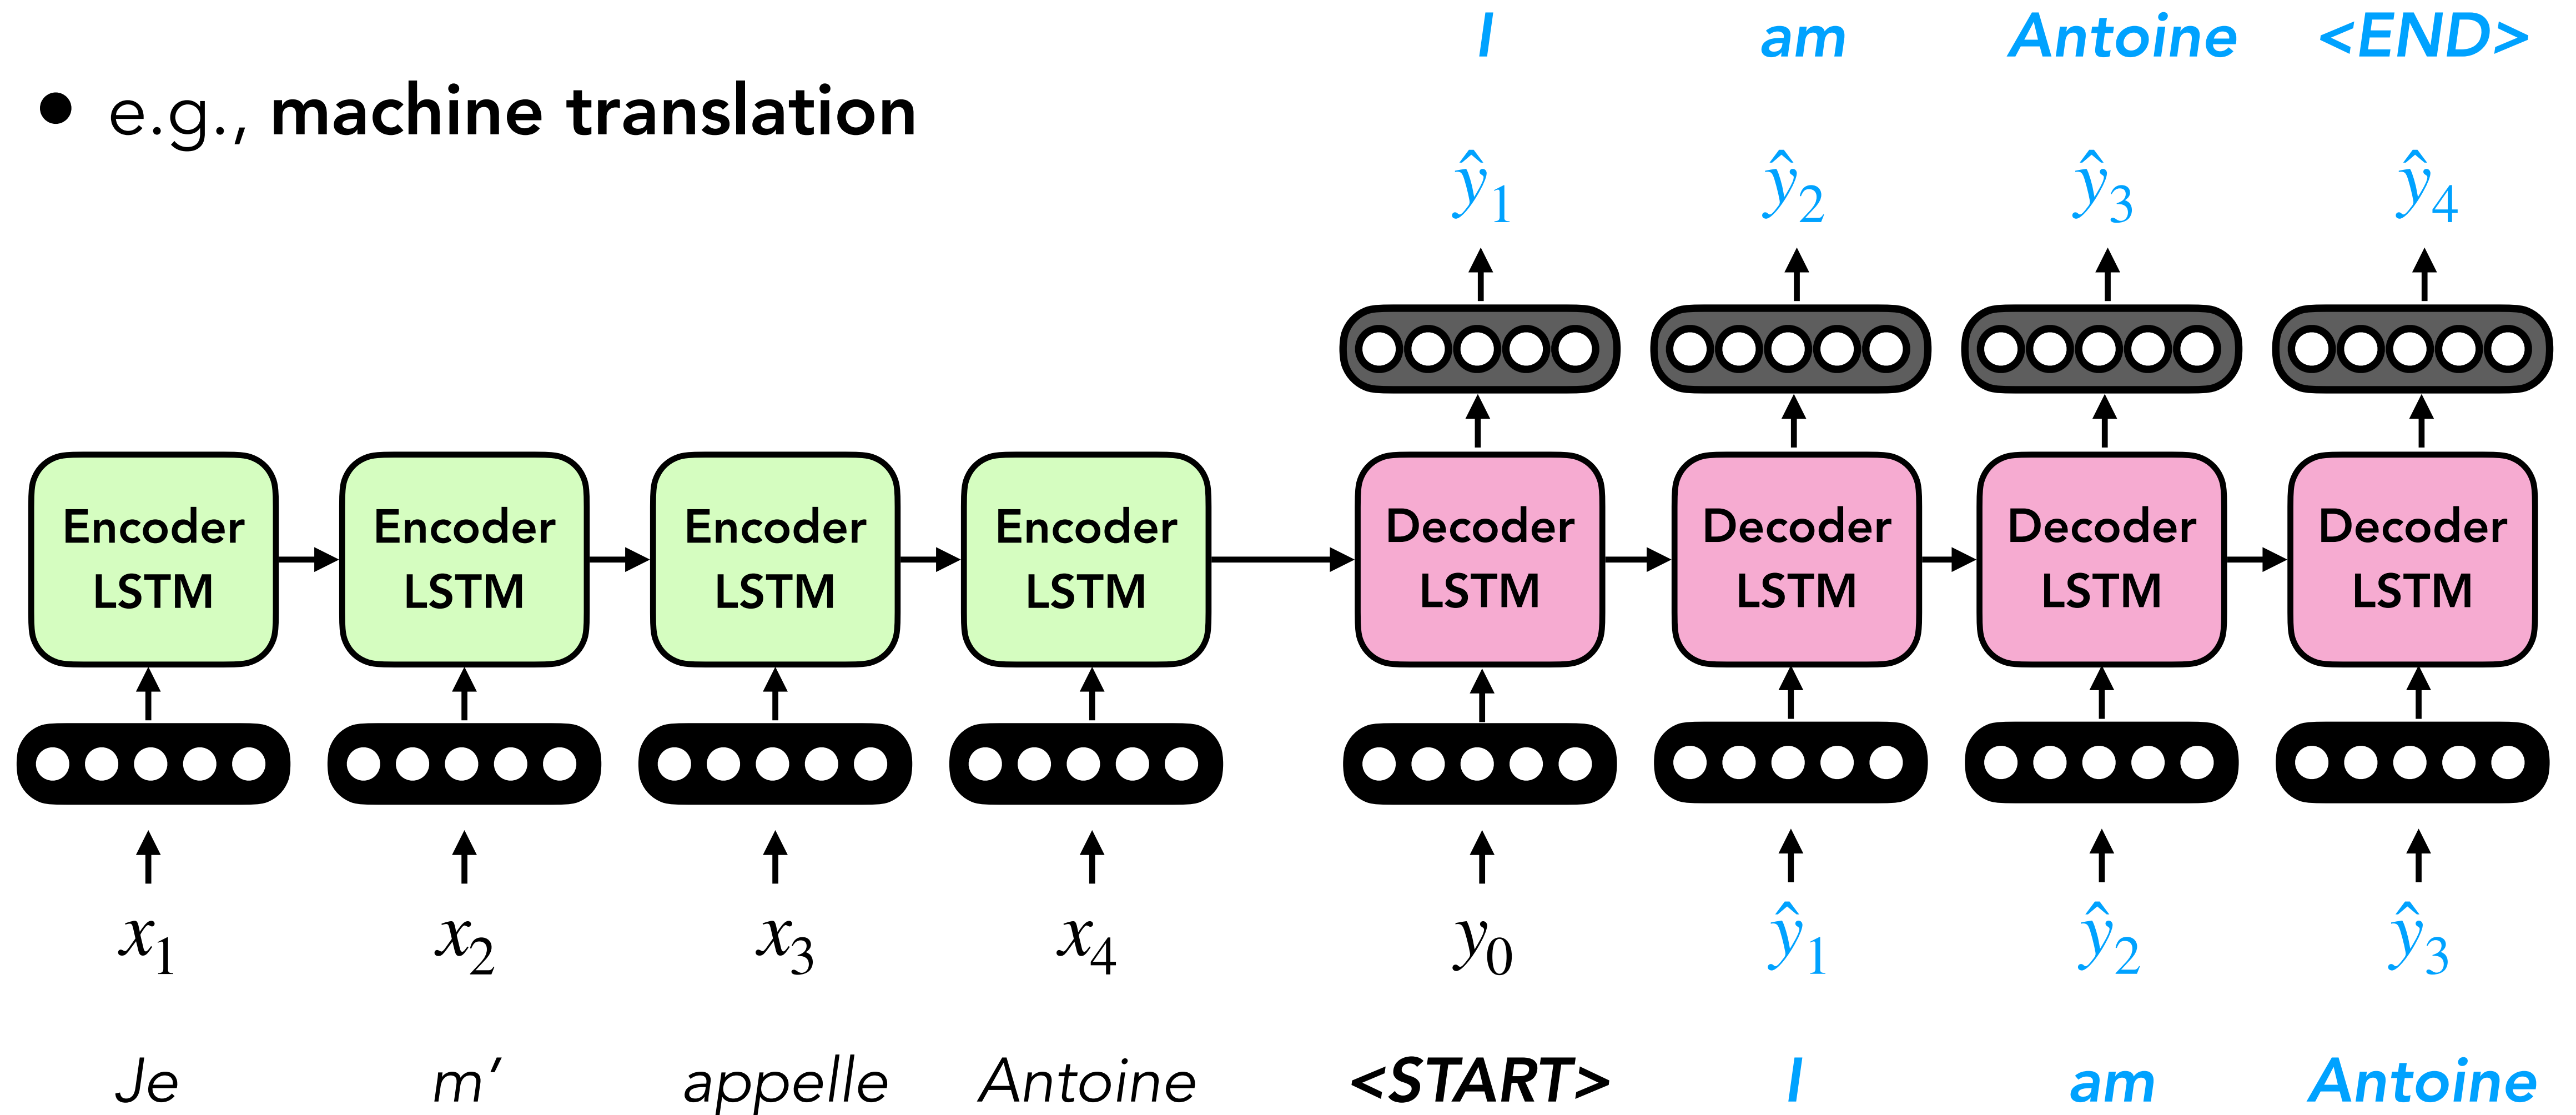 I am Antoine <END>
• e.g., machine translation
ŷ₁ ŷ₂ ŷ₃ ŷ₄
Encoder Encoder Encoder Encoder Decoder Decoder Decoder Decoder
LSTM LSTM LSTM LSTM LSTM LSTM LSTM LSTM
x₁ x₂ x₃ x₄ y₀ ŷ₁ ŷ₂ ŷ₃
Je m’ appelle Antoine <START> I am Antoine